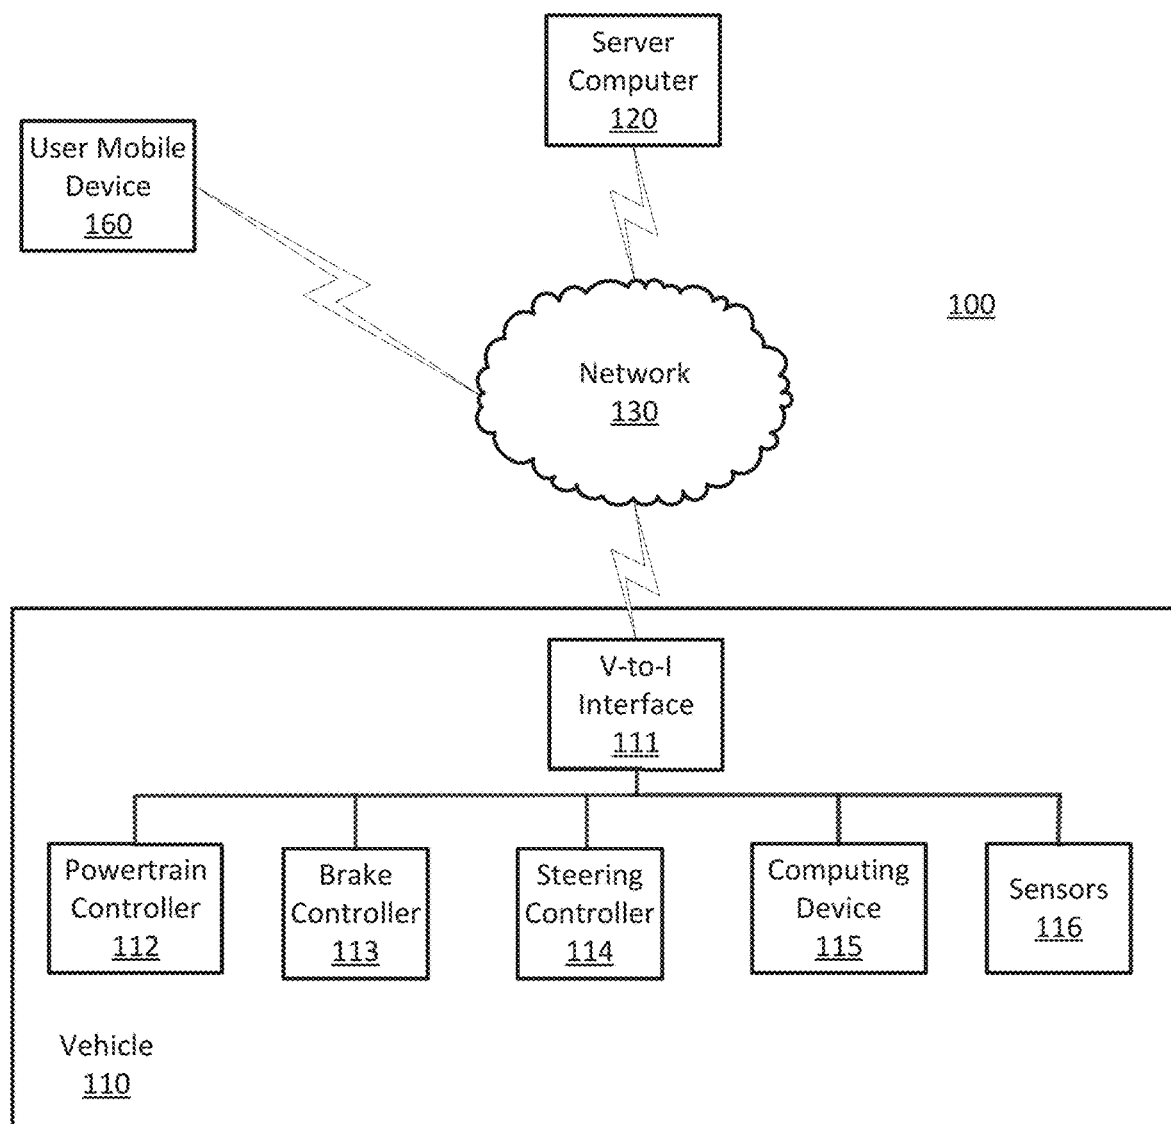 Server
Computer
120
User Mobile
Device
160
100
Network
130
V-to-I
Interface
111
Powertrain
Controller
112
Brake
Controller
113
Steering
Controller
114
Computing
Device
115
Sensors
116
Vehicle
110